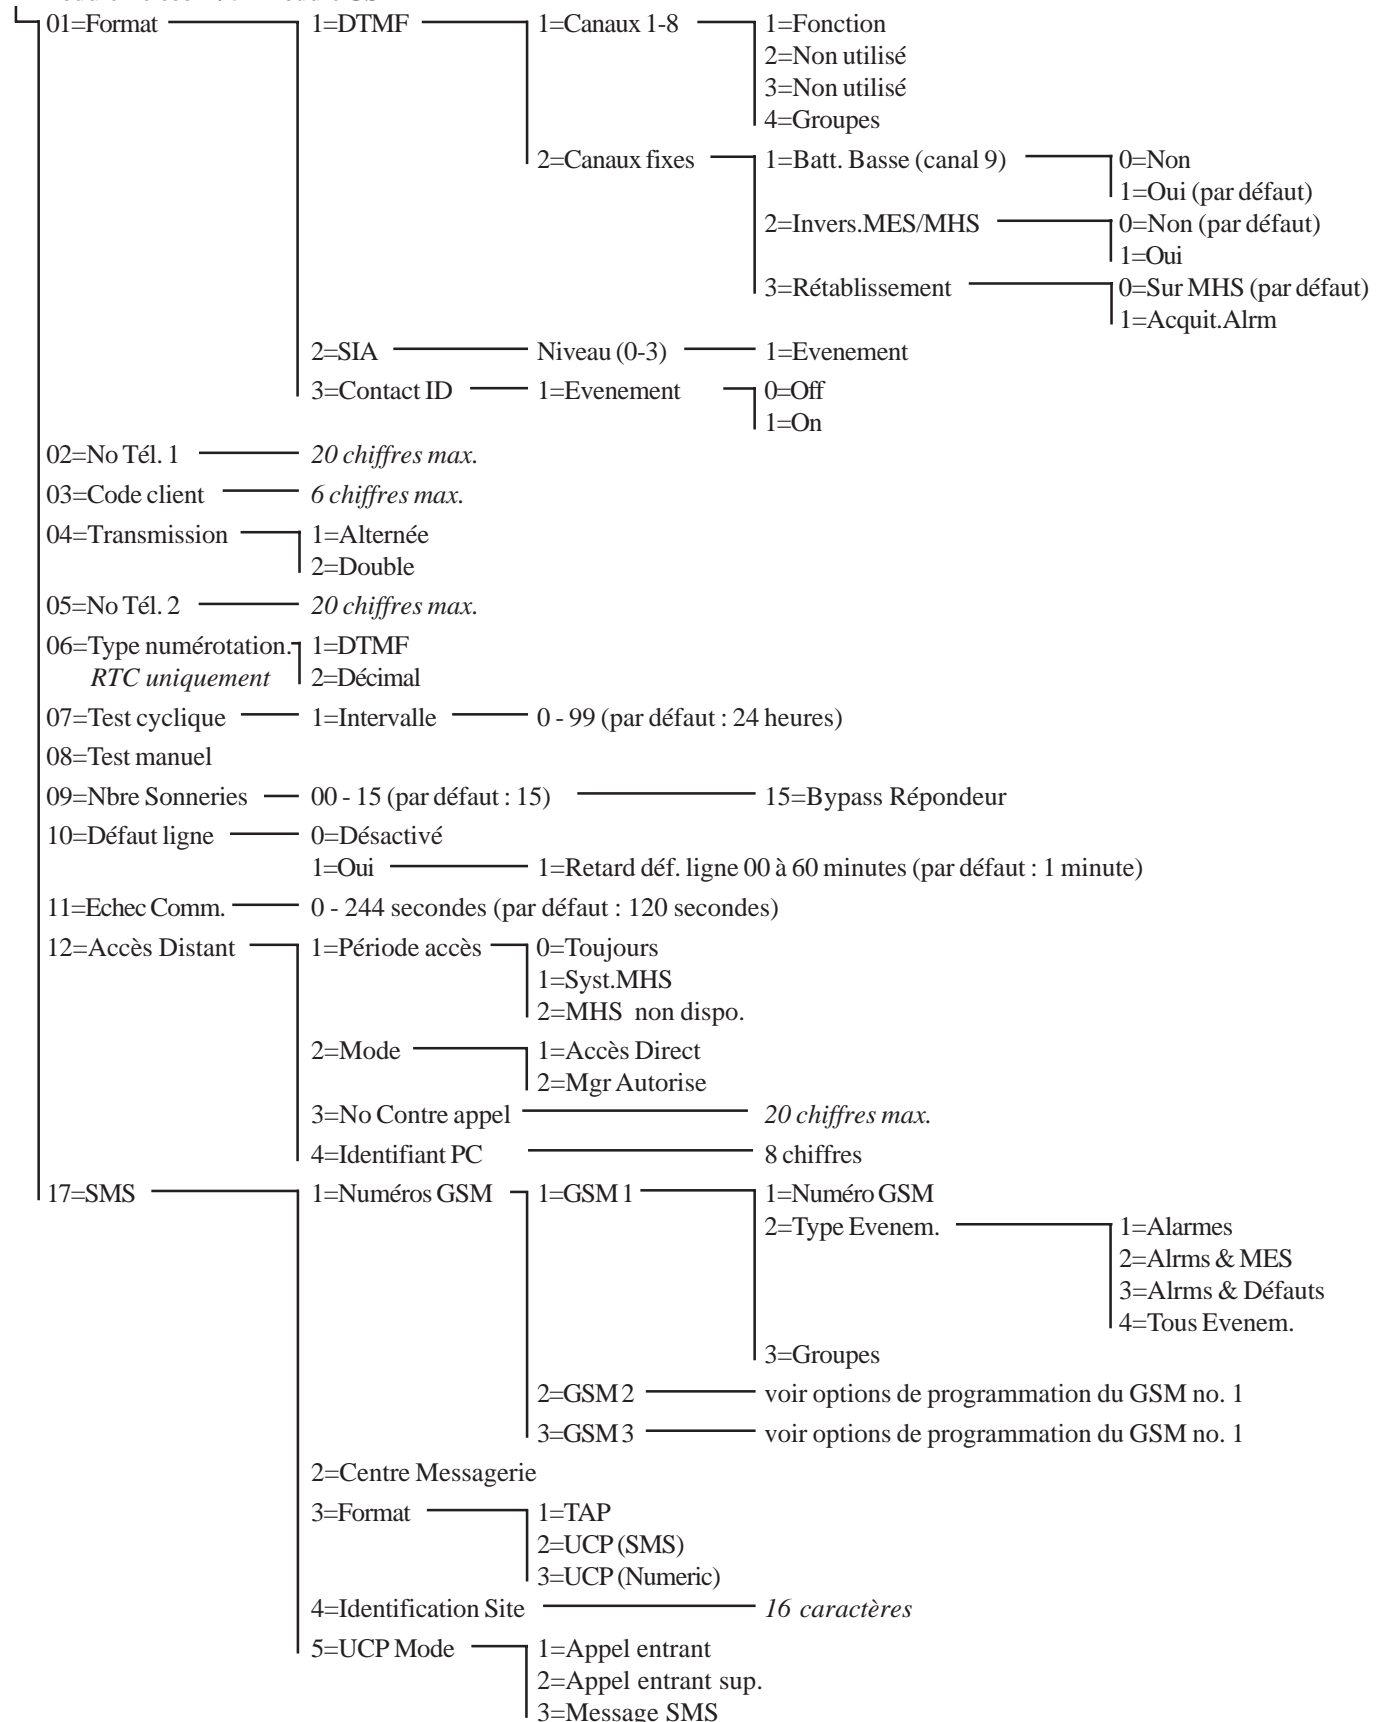 01=Format 1=DTMF 1=Canaux 1-8 1=Fonction
2=Non utilisé
3=Non utilisé
4=Groupes
2=Canaux fixes 1=Batt. Basse (canal 9) 0=Non
1=Oui (par défaut)
2=Invers.MES/MHS 0=Non (par défaut)
1=Oui
3=Rétablissement 0=Sur MHS (par défaut)
1=Acquit.Alrm
2=SIA Niveau (0-3) 1=Evenement
3=Contact ID 1=Evenement 0=Off
1=On
02=No Tél. 1 20 chiffres max.
03=Code client 6 chiffres max.
04=Transmission 1=Alternée
2=Double
05=No Tél. 2 20 chiffres max.
06=Type numérotation. 1=DTMF
RTC uniquement 2=Décimal
07=Test cyclique 1=Intervalle 0 - 99 (par défaut : 24 heures)
08=Test manuel
09=Nbre Sonneries 00 - 15 (par défaut : 15) 15=Bypass Répondeur
10=Défaut ligne 0=Désactivé
1=Oui 1=Retard déf. ligne 00 à 60 minutes (par défaut : 1 minute)
11=Echec Comm. 0 - 244 secondes (par défaut : 120 secondes)
12=Accès Distant 1=Période accès 0=Toujours
1=Syst.MHS
2=MHS non dispo.
2=Mode 1=Accès Direct
2=Mgr Autorise
3=No Contre appel 20 chiffres max.
4=Identifiant PC 8 chiffres
17=SMS 1=Numéros GSM 1=GSM 1 1=Numéro GSM
2=Type Evenem. 1=Alarmes
2=Alrms & MES
3=Alrms & Défauts
4=Tous Evenem.
3=Groupes
2=GSM 2 voir options de programmation du GSM no. 1
3=GSM 3 voir options de programmation du GSM no. 1
2=Centre Messagerie
3=Format 1=TAP
2=UCP (SMS)
3=UCP (Numeric)
4=Identification Site 16 caractères
5=UCP Mode 1=Appel entrant
2=Appel entrant sup.
3=Message SMS